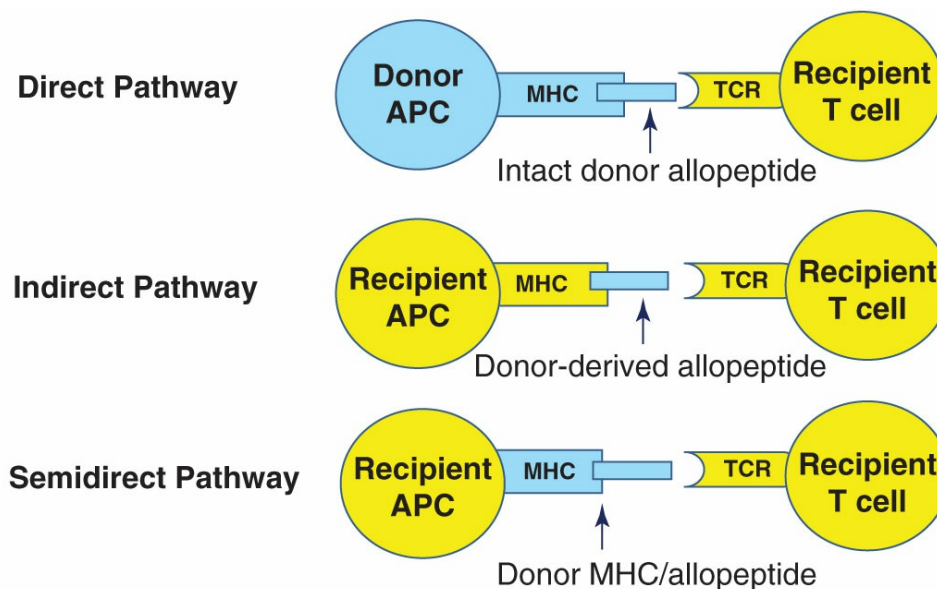 Direct Pathway
Donor
APC
MHC
TCR
Recipient
T cell
Intact donor allopeptide
Indirect Pathway
Recipient
APC
MHC
TCR
Recipient
T cell
Donor-derived allopeptide
Semidirect Pathway
Recipient
APC
MHC
TCR
Recipient
T cell
Donor MHC/allopeptide